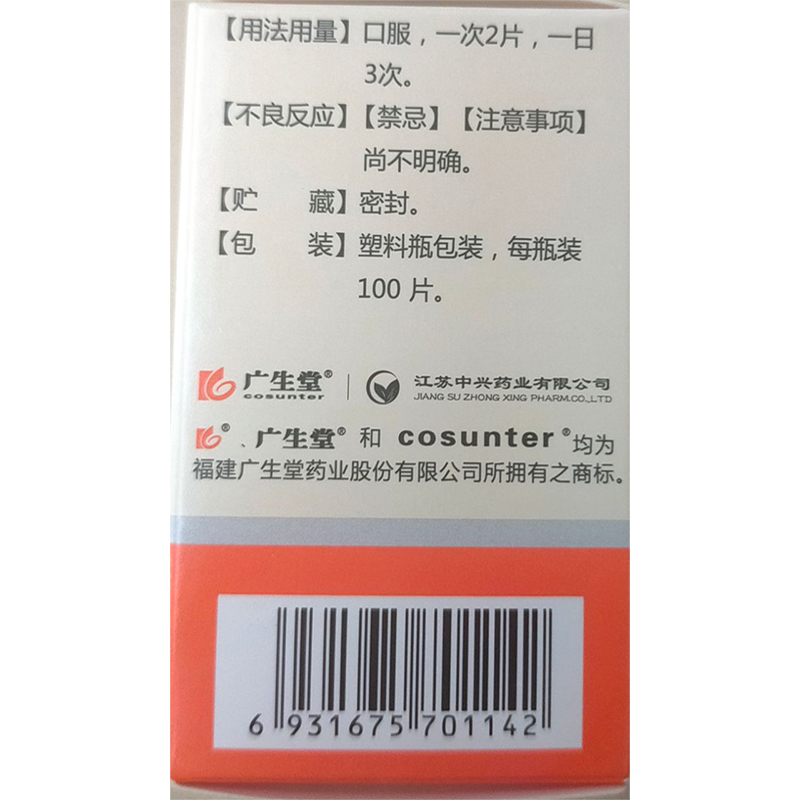 【用法用量】口服，一次2片，一日
3次。
【不良反应】【禁忌】【注意事项】
尚不明确。
【贮　　藏】密封。
【包　　装】塑料瓶包装，每瓶装
100 片。
广生堂® 江苏中兴药业有限公司
cosunter JIANG SU ZHONG XING PHARM.CO.,LTD
®、广生堂® 和 cosunter®均为
福建广生堂药业股份有限公司所拥有之商标。
6 931675 701142